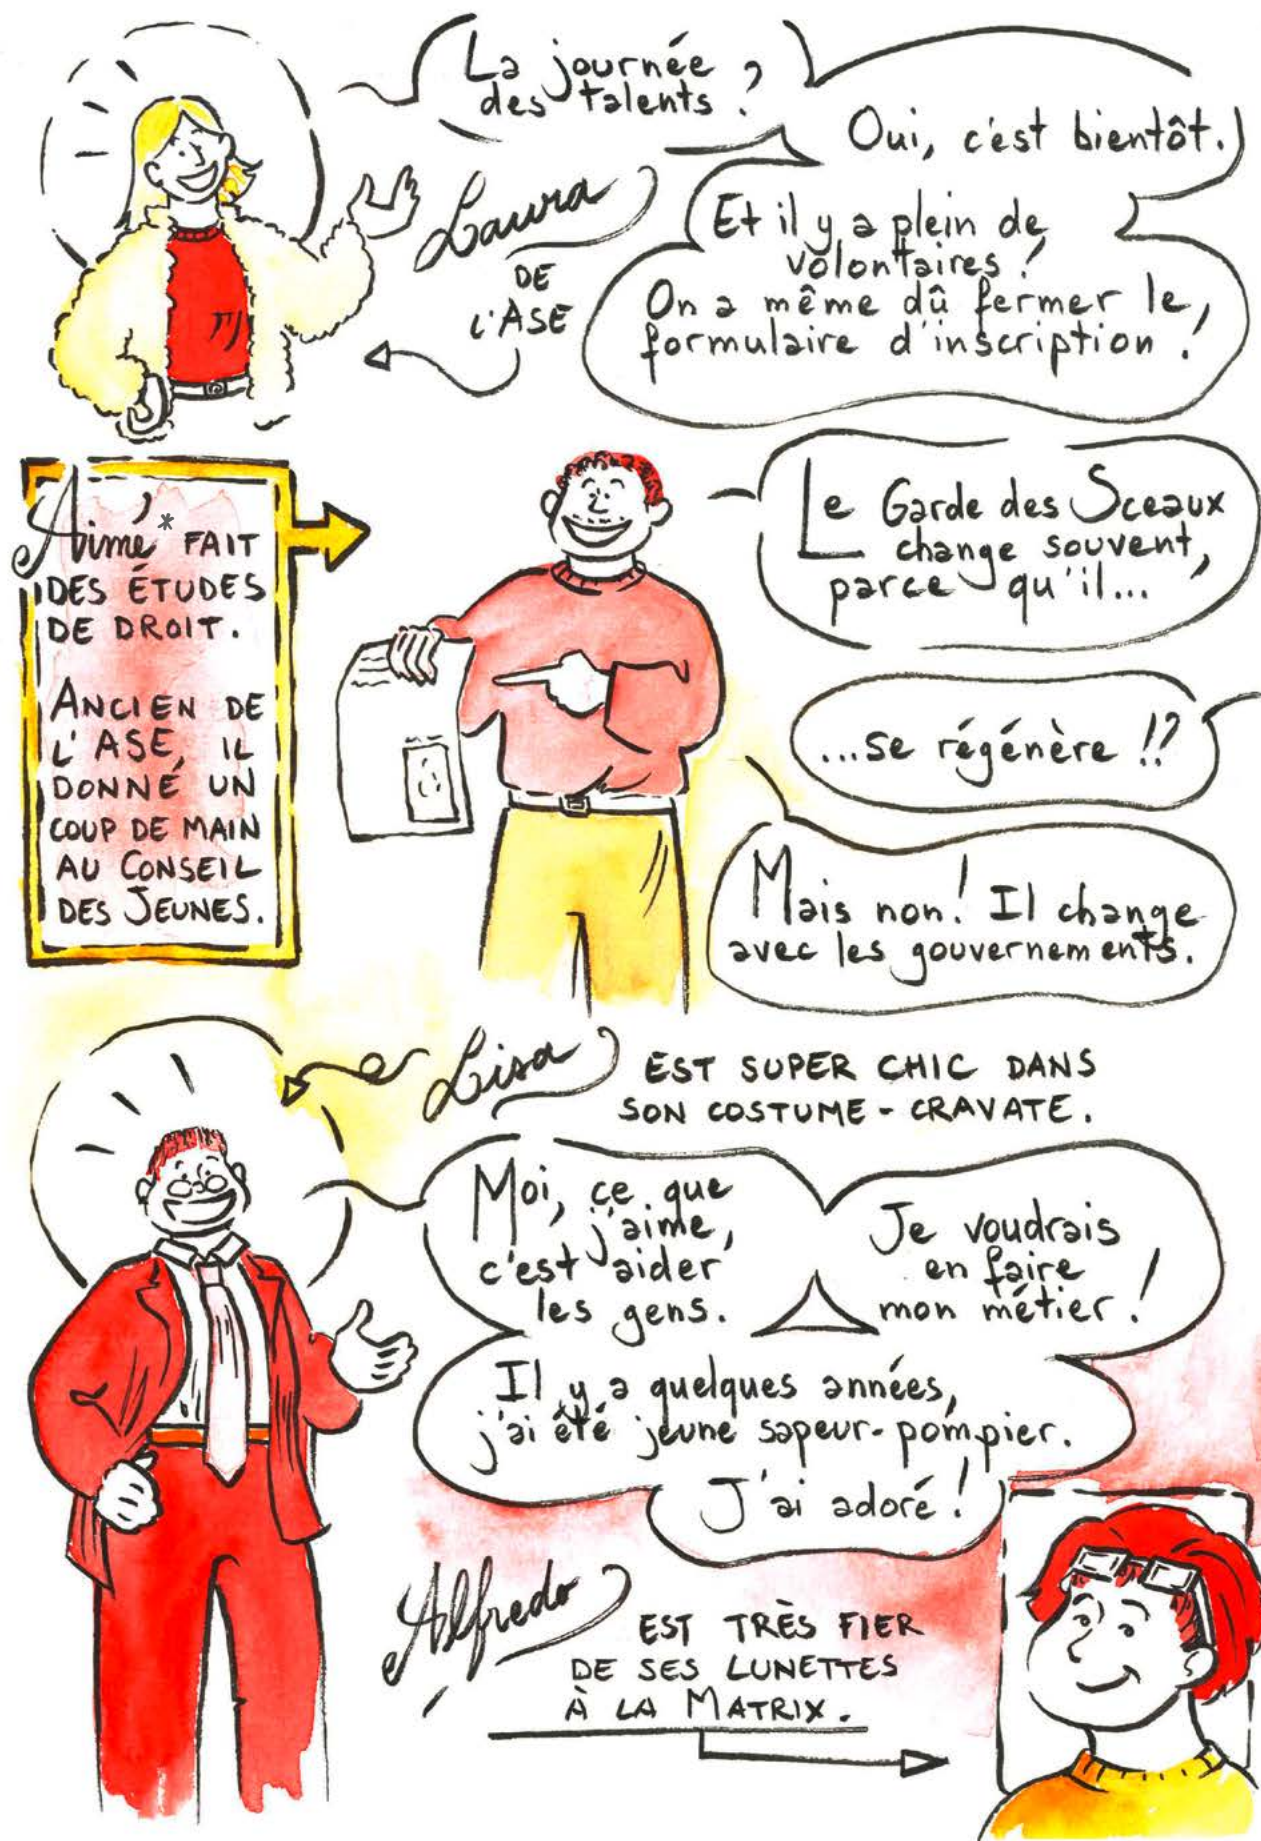 La journée
des talents ?
Oui, c'est bientôt.
Et il y a plein de
volontaires !
On a même dû fermer le
formulaire d'inscription !
Laura
DE
L'ASE
Aimé* FAIT
DES ÉTUDES
DE DROIT.
ANCIEN DE
L'ASE, IL
DONNE UN
COUP DE MAIN
AU CONSEIL
DES JEUNES.
Le Garde des Sceaux
change souvent,
parce qu'il...
...se régénère !?
Mais non! Il change
avec les gouvernements.
Lisa EST SUPER CHIC DANS
SON COSTUME-CRAVATE.
Moi, ce que
j'aime,
c'est aider
les gens.
Je voudrais
en faire
mon métier !
Il y a quelques années,
j'ai été jeune sapeur-pompier.
J'ai adoré !
Alfredo EST TRÈS FIER
DE SES LUNETTES
À LA MATRIX.